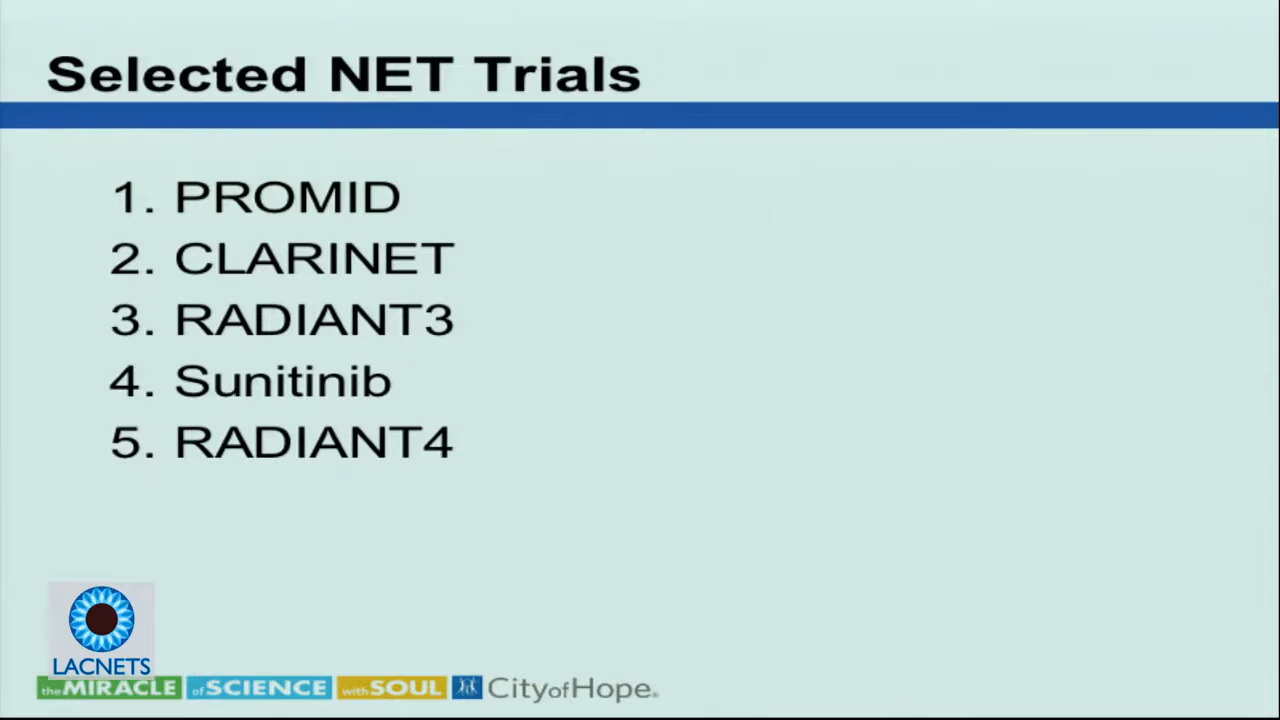 Selected NET Trials
1. PROMID
2. CLARINET
3. RADIANT3
4. Sunitinib
5. RADIANT4
LACNETS
the MIRACLE of SCIENCE with SOUL City of Hope®